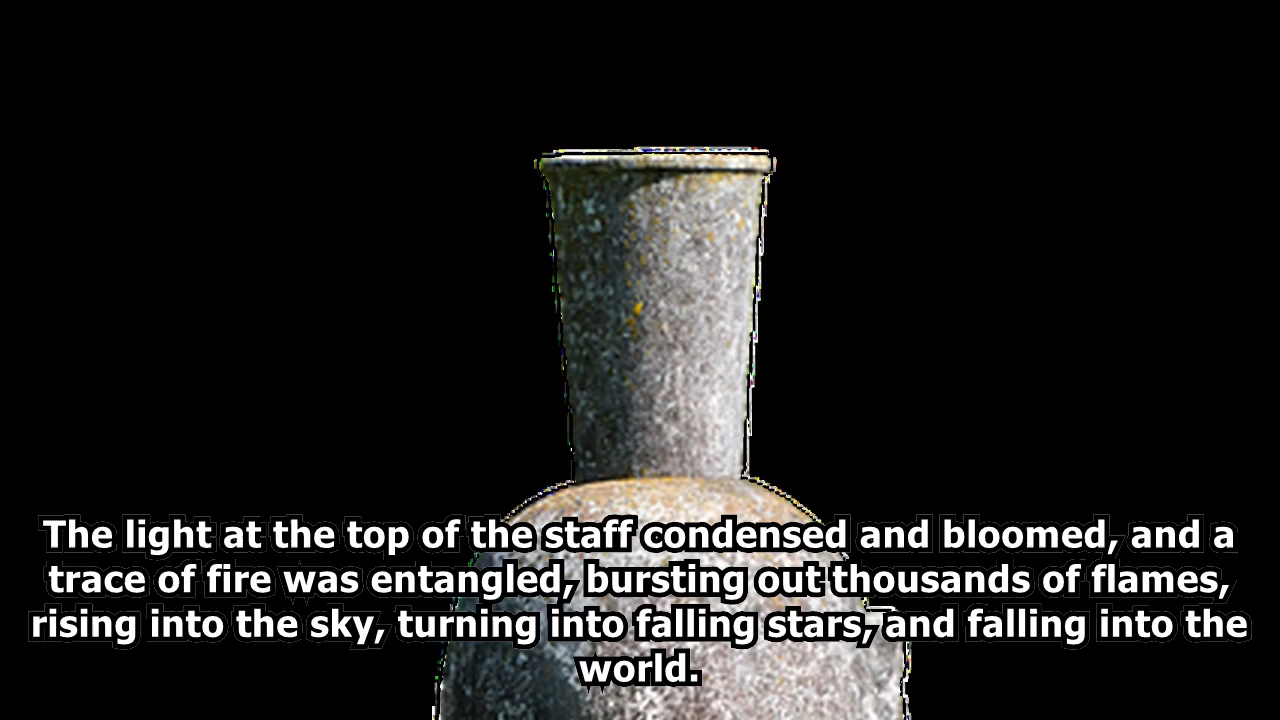 The light at the top of the staff condensed and bloomed, and a
trace of fire was entangled, bursting out thousands of flames,
rising into the sky, turning into falling stars, and falling into the
world.